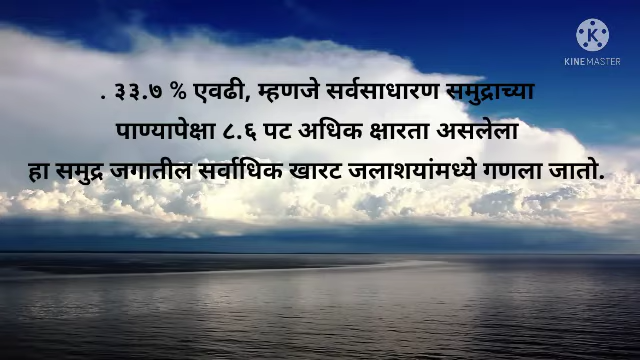 KINEMASTER
. ३३.७ % एवढी, म्हणजे सर्वसाधारण समुद्राच्या
पाण्यापेक्षा ८.६ पट अधिक क्षारता असलेला
हा समुद्र जगातील सर्वाधिक खारट जलाशयांमध्ये गणला जातो.